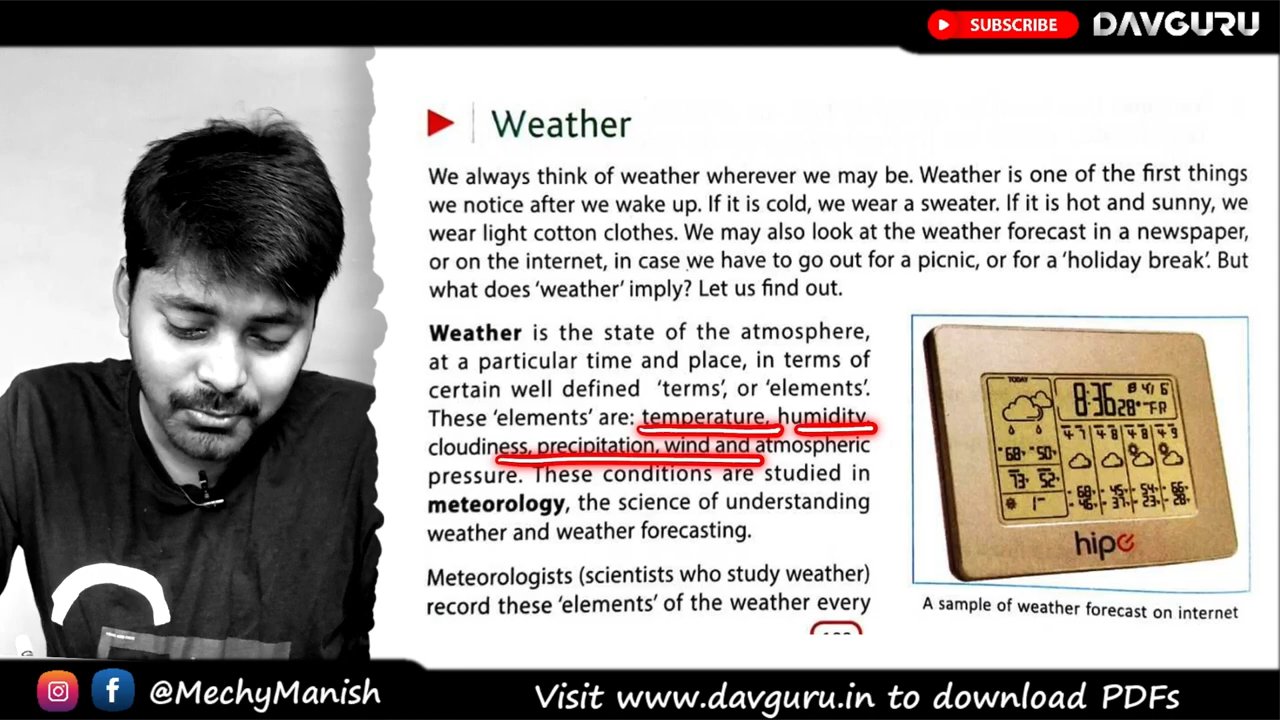 SUBSCRIBE DAVGURU
Weather
We always think of weather wherever we may be. Weather is one of the first things
we notice after we wake up. If it is cold, we wear a sweater. If it is hot and sunny, we
wear light cotton clothes. We may also look at the weather forecast in a newspaper,
or on the internet, in case we have to go out for a picnic, or for a 'holiday break'. But
what does 'weather' imply? Let us find out.
Weather is the state of the atmosphere,
at a particular time and place, in terms of
certain well defined 'terms', or 'elements'.
These 'elements' are: temperature, humidity,
cloudiness, precipitation, wind and atmospheric
pressure. These conditions are studied in
meteorology, the science of understanding
weather and weather forecasting.
Meteorologists (scientists who study weather)
record these 'elements' of the weather every
TODAY
8:36
28°
FR
hip
A sample of weather forecast on internet
@MechyManish
Visit www.davguru.in to download PDFs